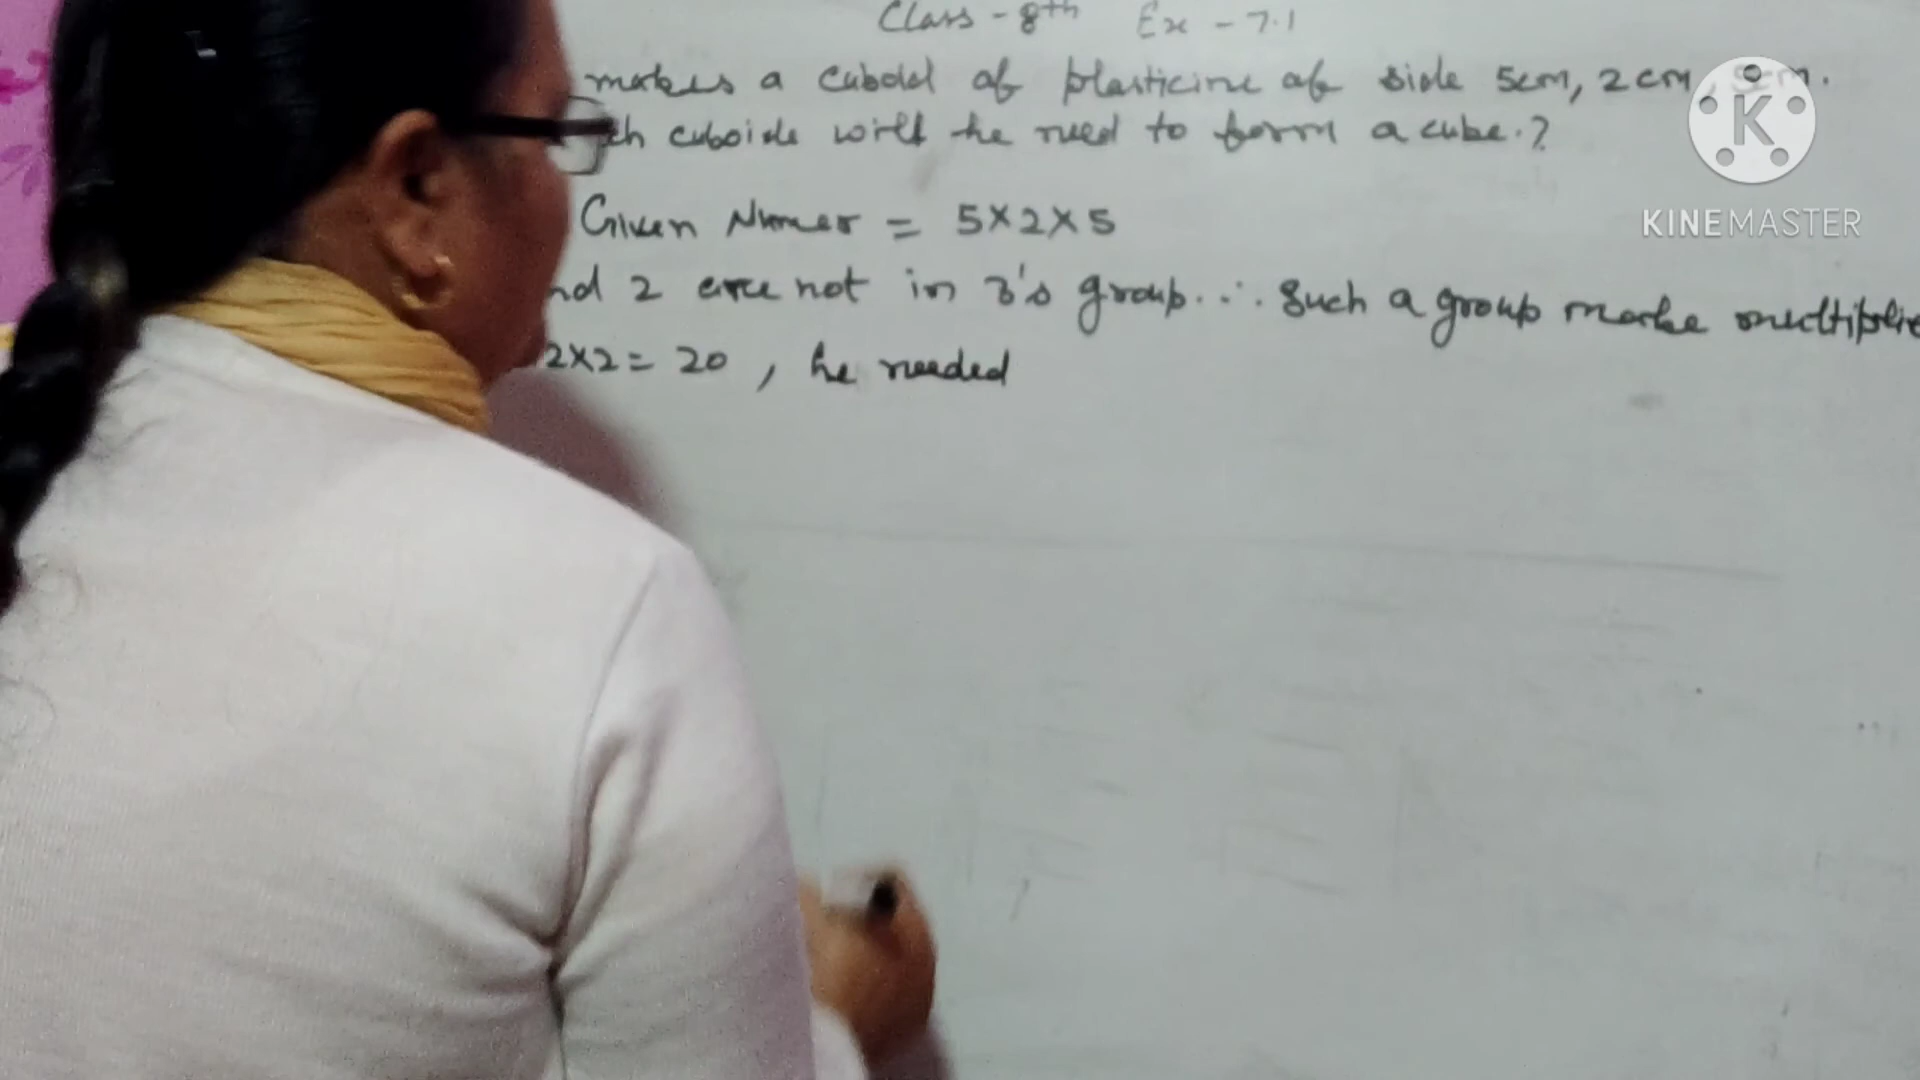 Class - 8th Ex - 7.1
makes a cuboid of plasticine of side 5cm, 2cm, 5cm.
ch cuboids will he need to form a cube.?
Given Numer = 5×2×5
nd 2 are not in 3's group. ∴ Such a group make multiplie
2×2 = 20 , he needed
K
KINEMASTER